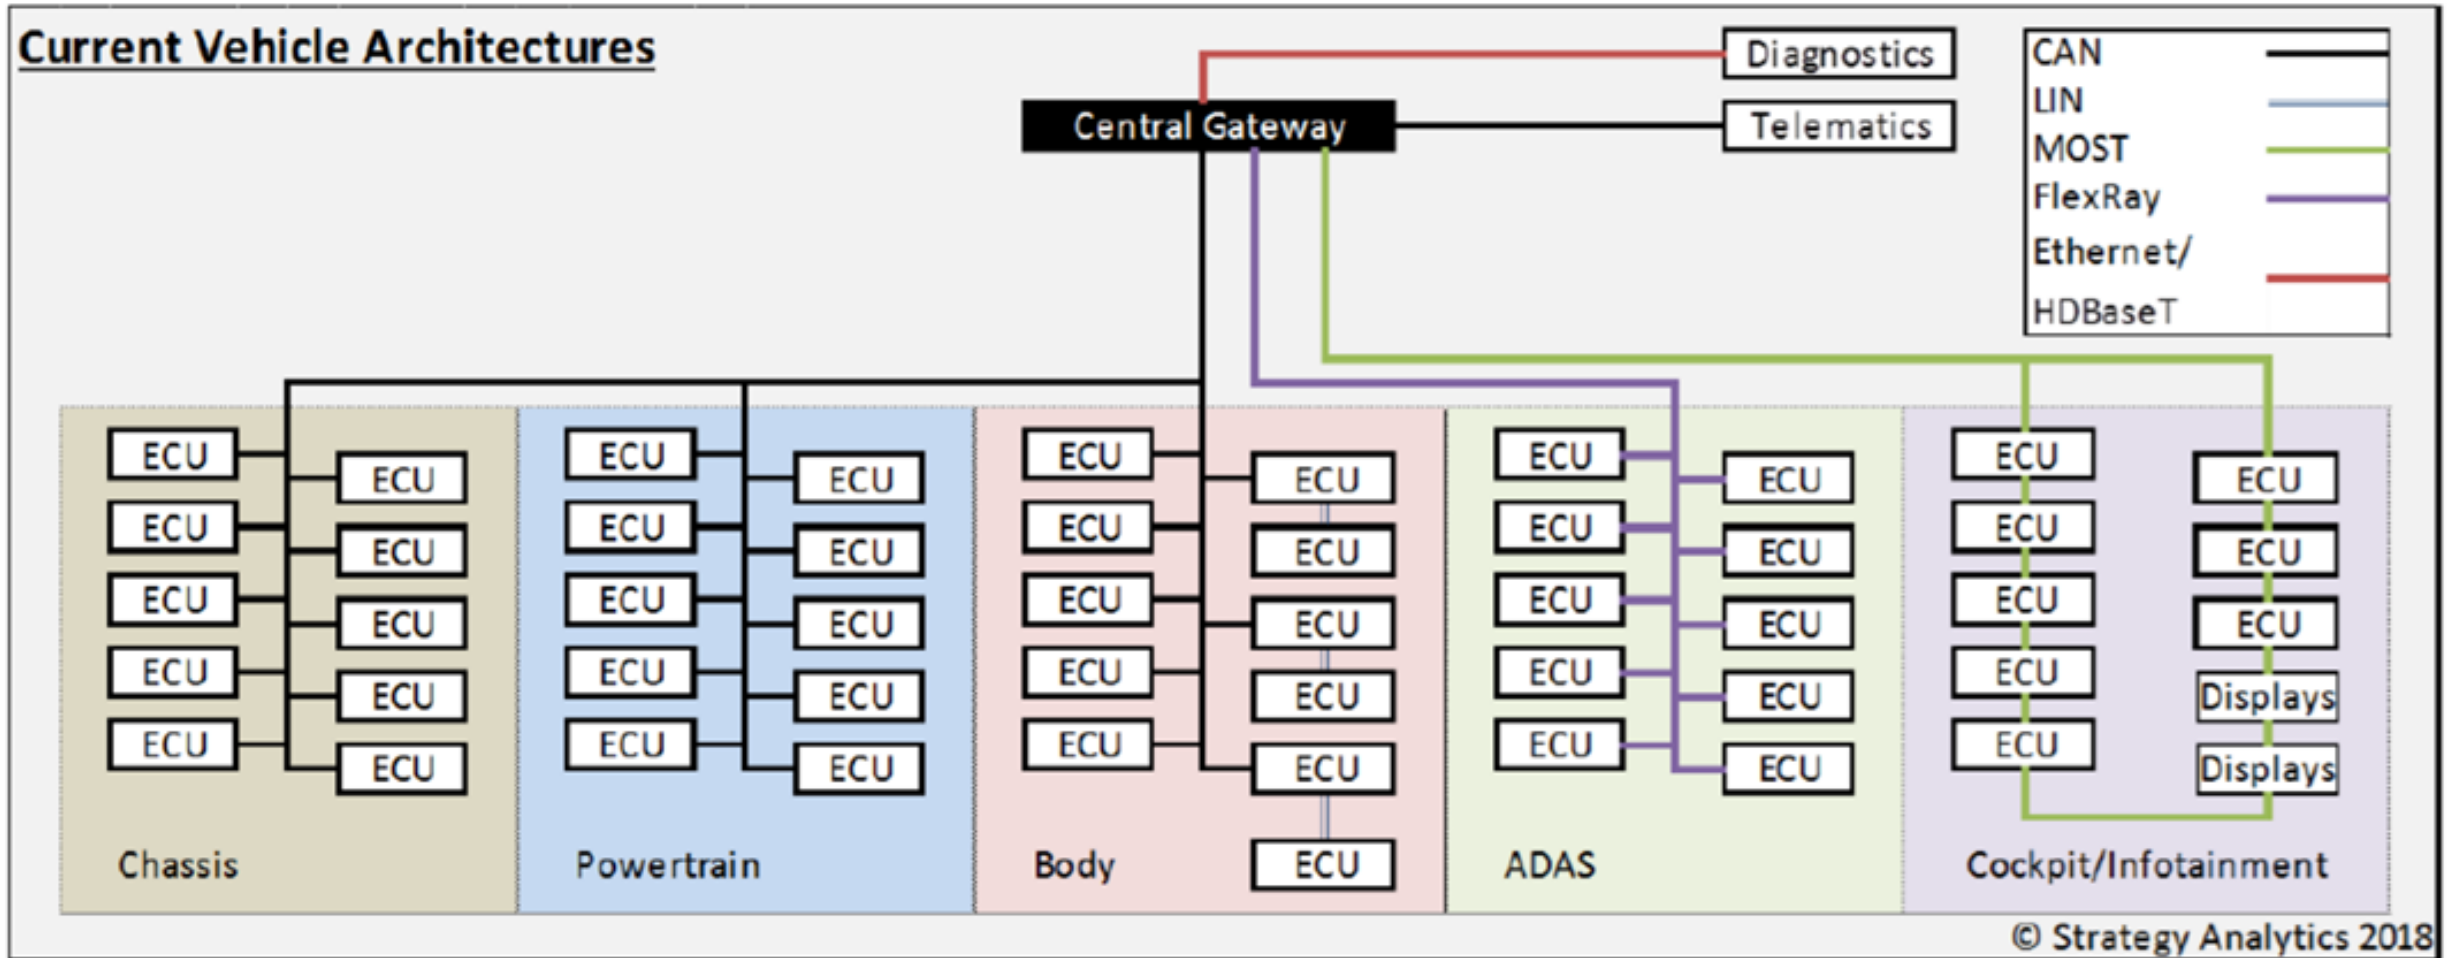 Current Vehicle Architectures
Diagnostics
Central Gateway
Telematics
CAN
LIN
MOST
FlexRay
Ethernet/
HDBaseT
ECU
ECU
ECU
ECU
ECU
ECU
ECU
ECU
ECU
ECU
Chassis
ECU
ECU
ECU
ECU
ECU
ECU
ECU
ECU
ECU
ECU
Powertrain
ECU
ECU
ECU
ECU
ECU
ECU
ECU
ECU
ECU
ECU
ECU
Body
ECU
ECU
ECU
ECU
ECU
ECU
ECU
ECU
ECU
ECU
ADAS
ECU
ECU
ECU
ECU
ECU
ECU
ECU
ECU
Displays
Displays
Cockpit/Infotainment
© Strategy Analytics 2018